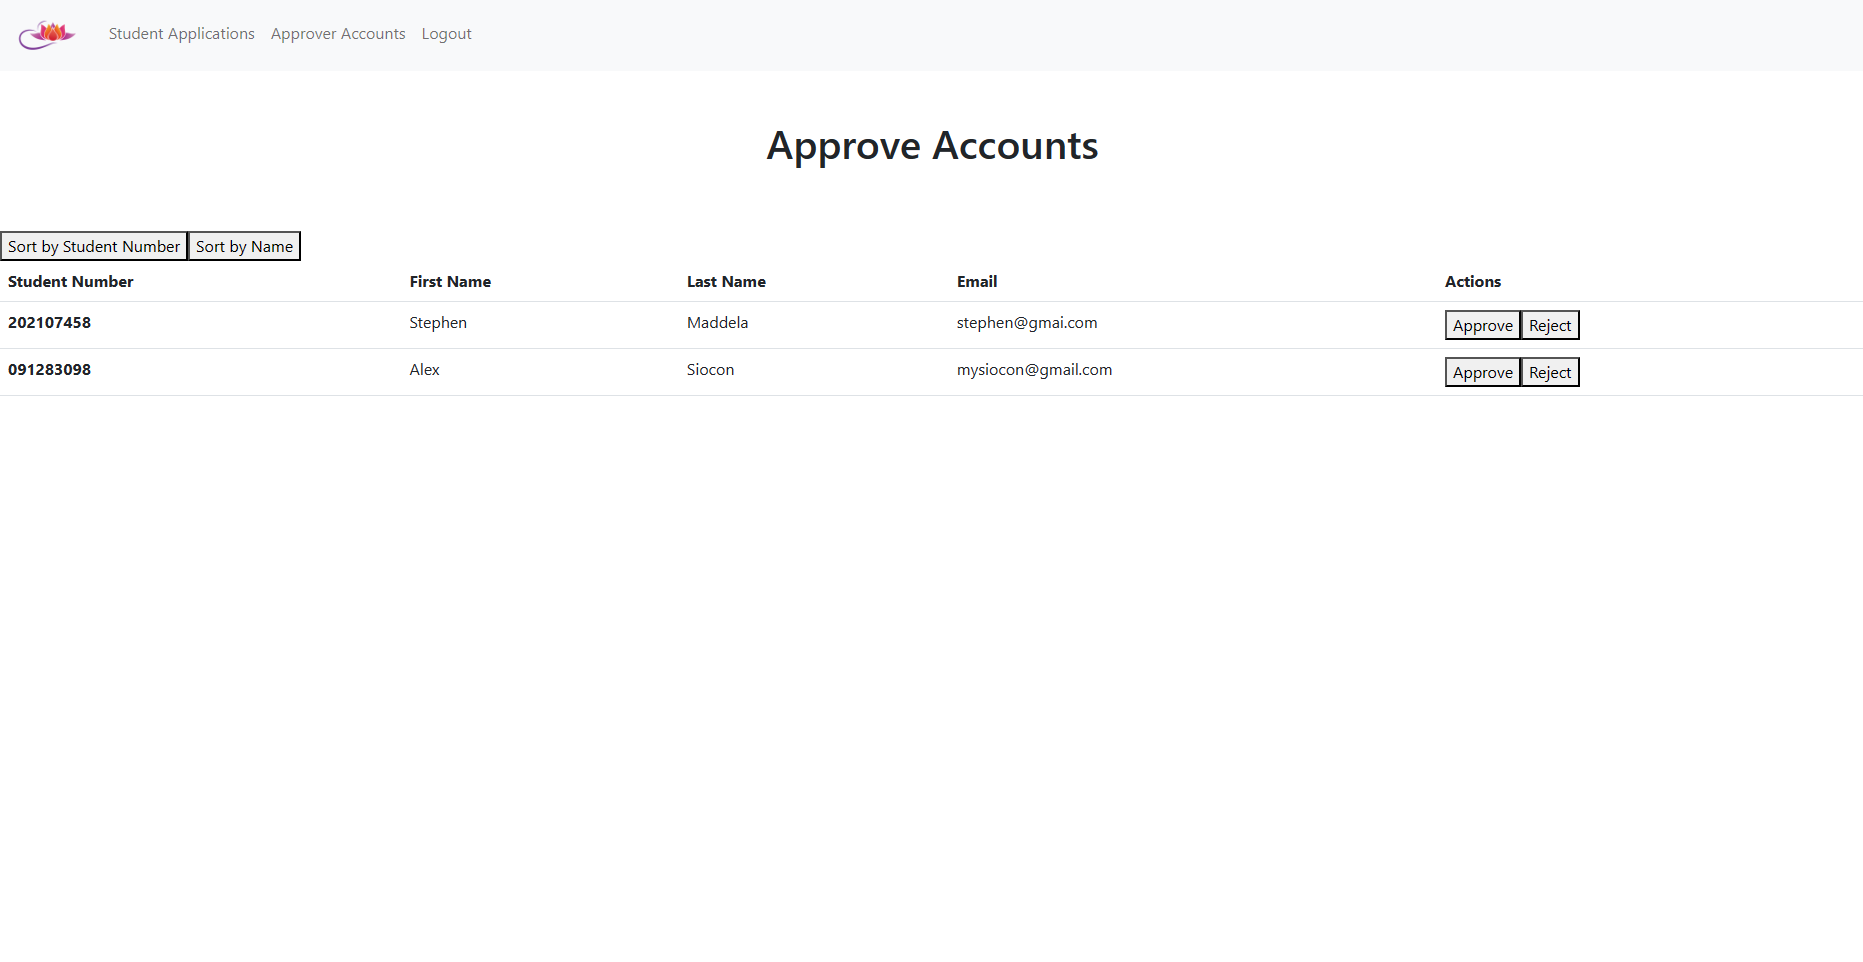 Student Applications Approver Accounts Logout
Approve Accounts
Sort by Student Number Sort by Name
Student Number First Name Last Name Email Actions
202107458 Stephen Maddela stephen@gmai.com Approve Reject
091283098 Alex Siocon mysiocon@gmail.com Approve Reject